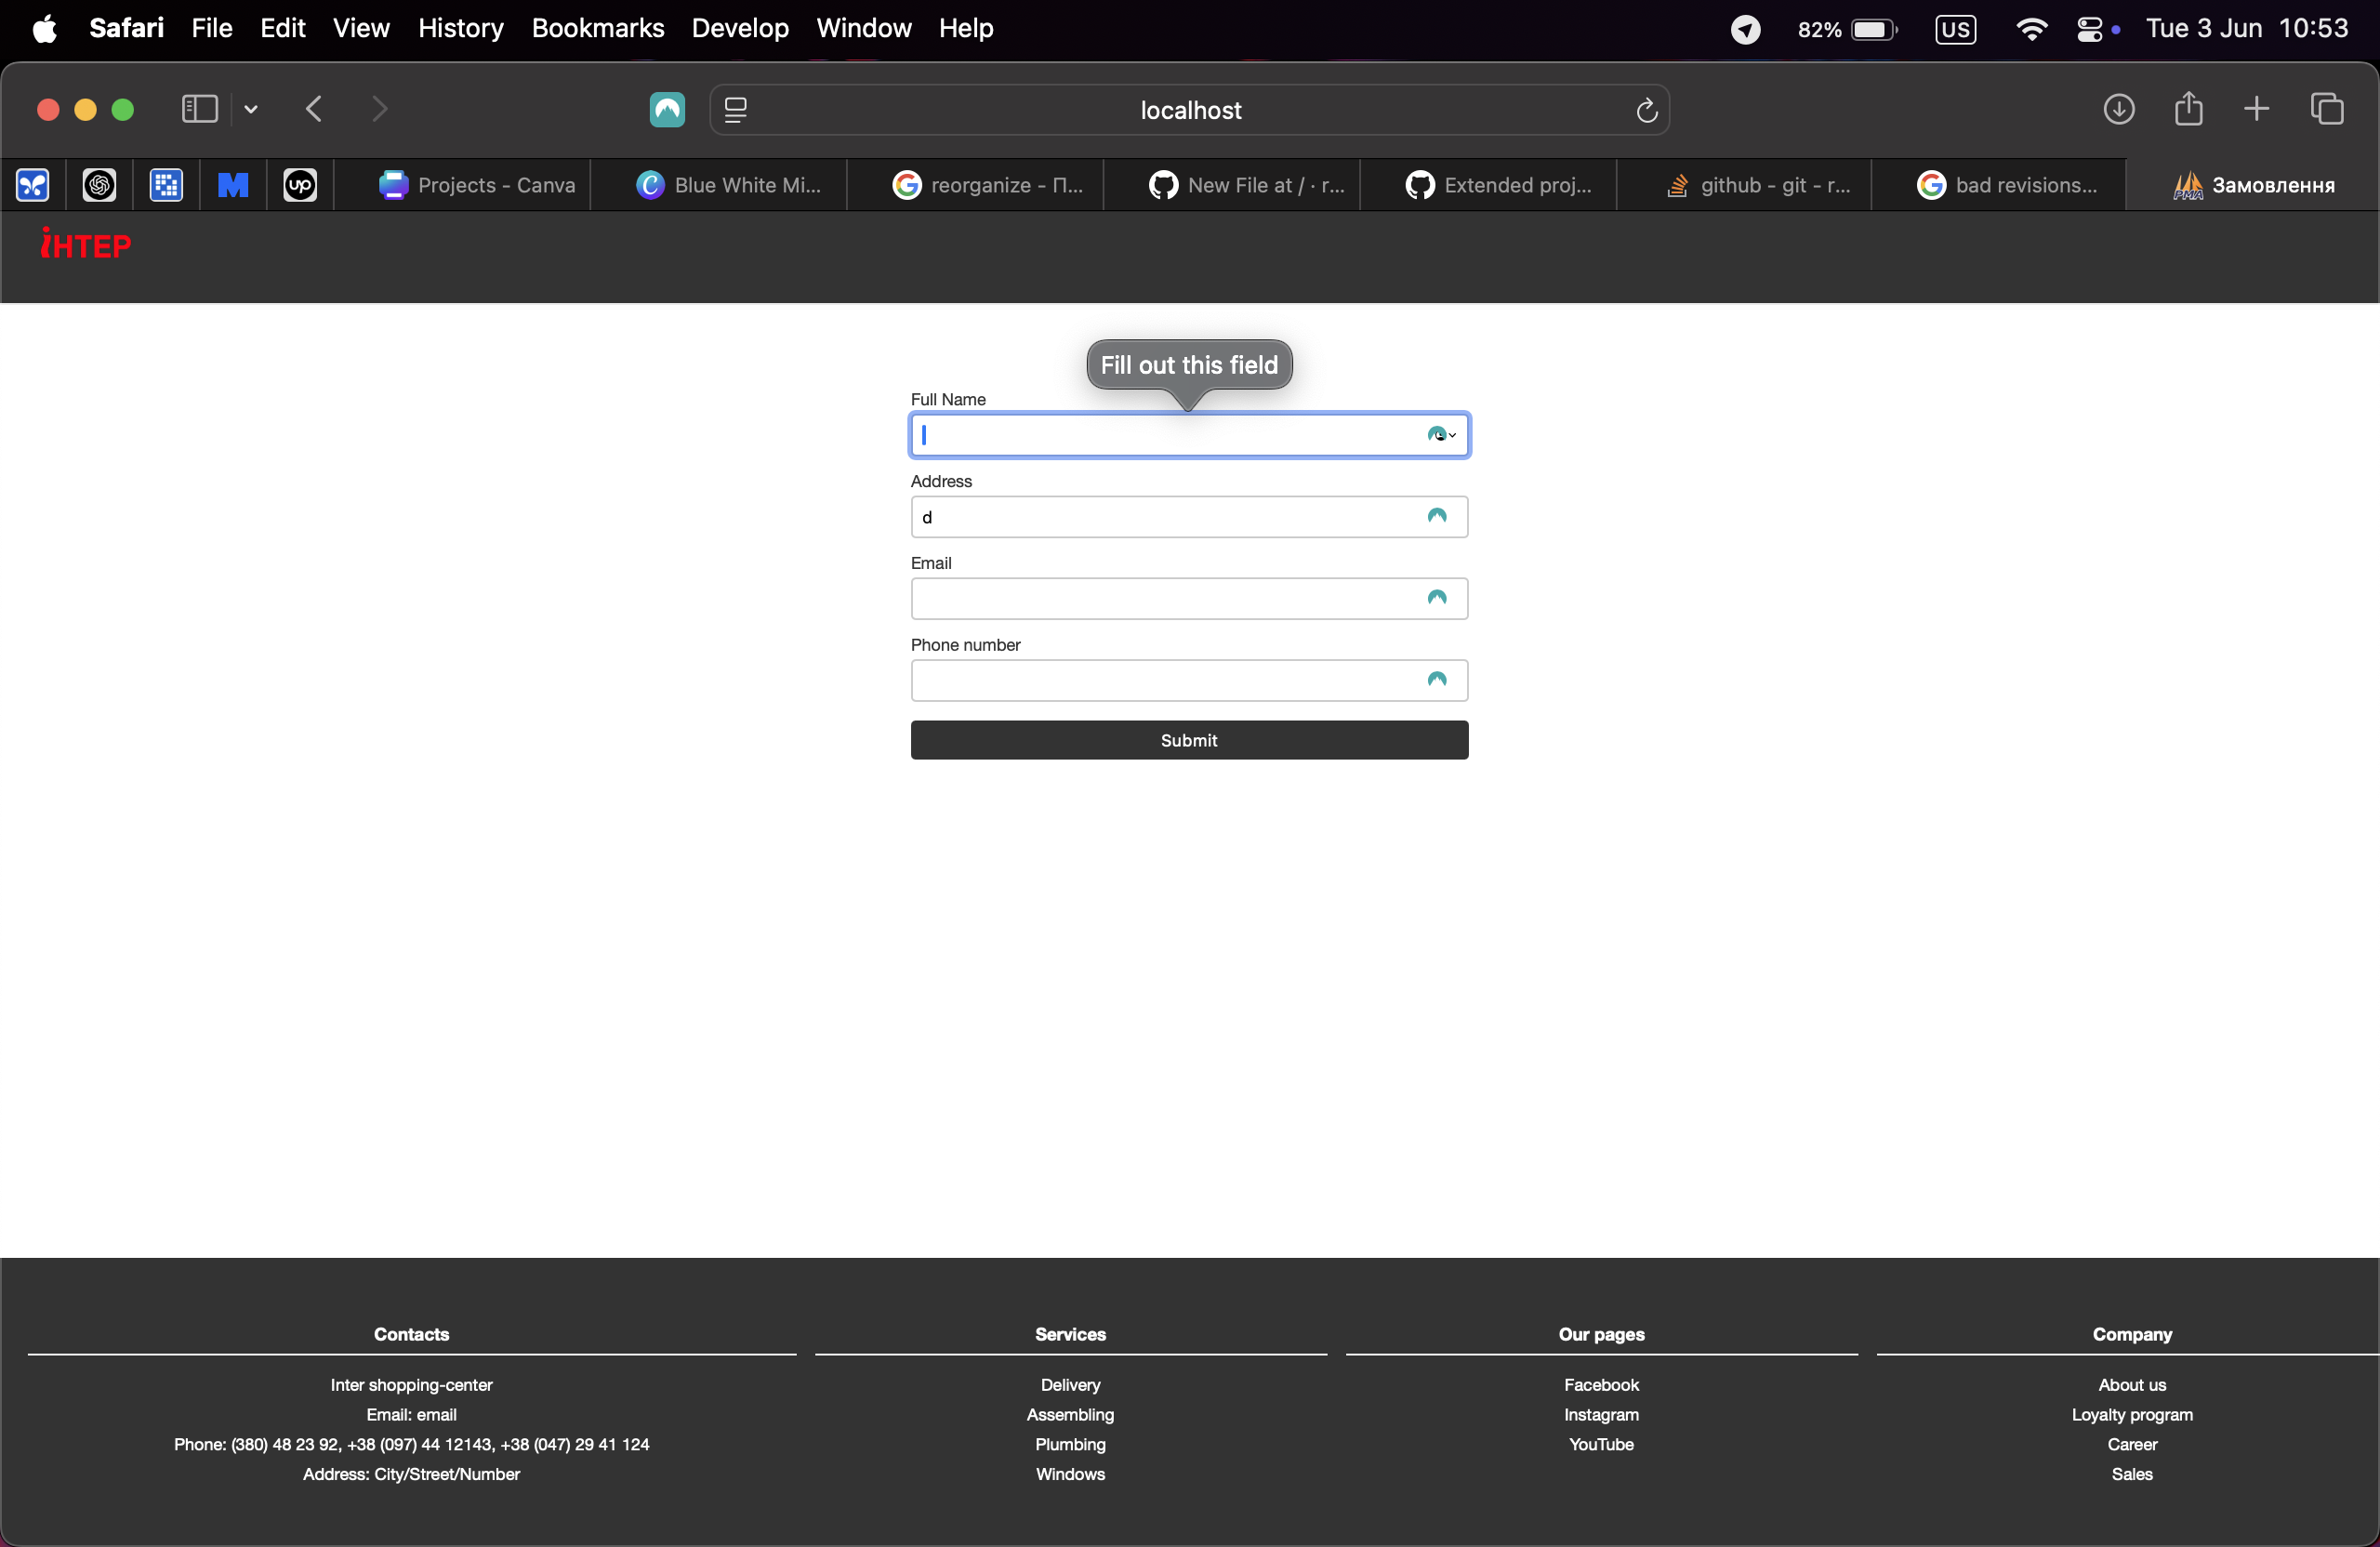 Safari File Edit View History Bookmarks Develop Window Help 82% US Tue 3 Jun 10:53
localhost
up Projects - Canva Blue White Mi... reorganize - П... New File at / · r... Extended proj... github - git - r... bad revisions... PMA Замовлення
ІНТЕР
Fill out this field
Full Name
Address
d
Email
Phone number
Submit
Contacts
Inter shopping-center
Email: email
Phone: (380) 48 23 92, +38 (097) 44 12143, +38 (047) 29 41 124
Address: City/Street/Number
Services
Delivery
Assembling
Plumbing
Windows
Our pages
Facebook
Instagram
YouTube
Company
About us
Loyalty program
Career
Sales